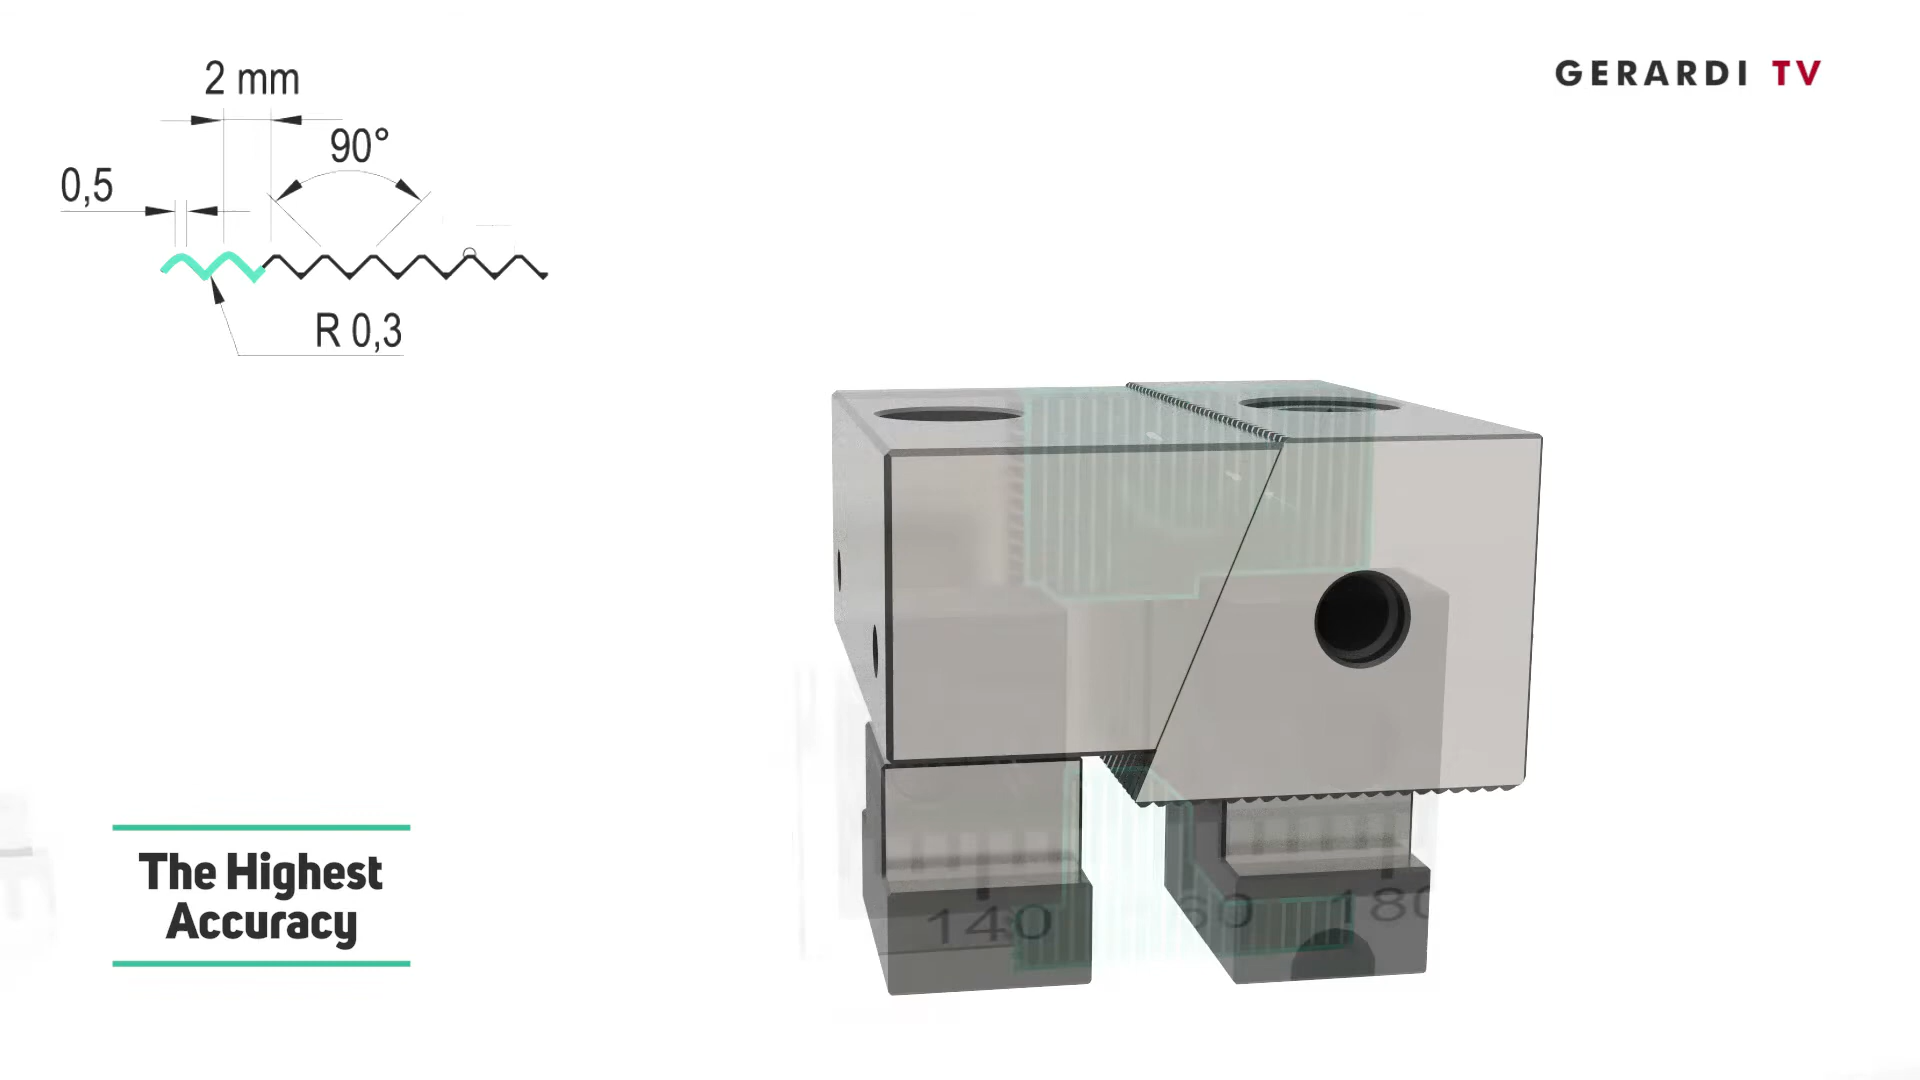 2 mm
GERARDI TV
90°
0,5
R 0,3
The Highest
Accuracy
140
180